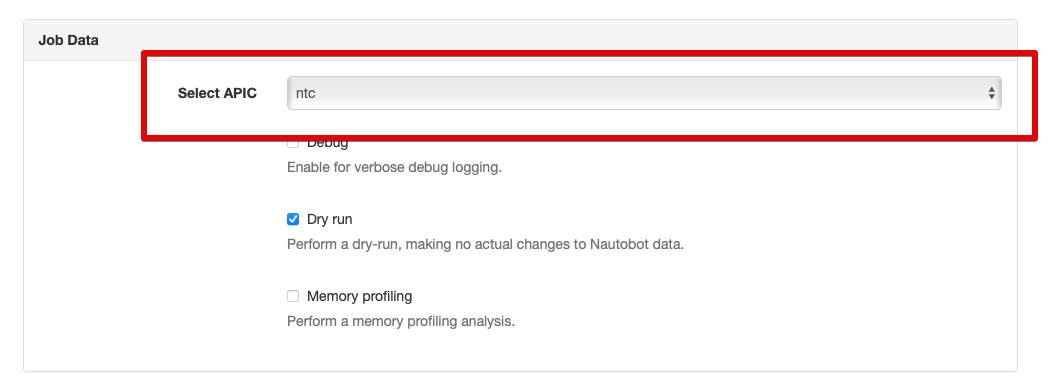 Job Data
Select APIC ntc
Debug
Enable for verbose debug logging.
Dry run
Perform a dry-run, making no actual changes to Nautobot data.
Memory profiling
Perform a memory profiling analysis.